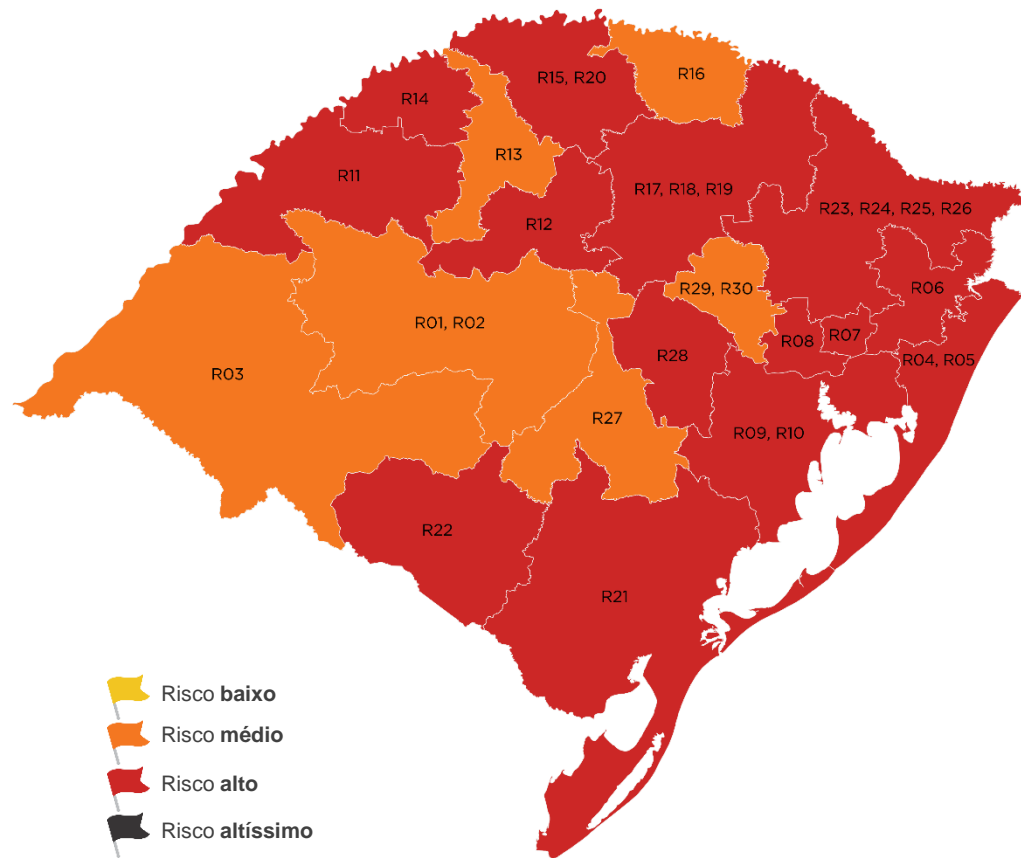 R15, R20
R16
R14
R13
R11
R17, R18, R19
R23, R24, R25, R26
R12
R29, R30
R06
R01, R02
R08
R07
R28
R04, R05
R03
R27
R09, R10
R22
R21
Risco baixo
Risco médio
Risco alto
Risco altíssimo